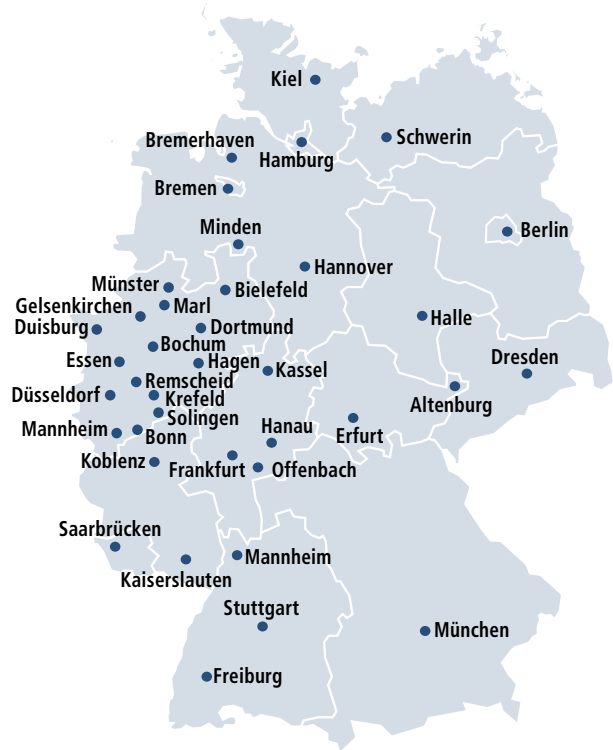 Kiel
Schwerin
Bremerhaven
Hamburg
Bremen
Minden
Berlin
Hannover
Münster
Bielefeld
Gelsenkirchen
Marl
Duisburg
Dortmund
Halle
Bochum
Essen
Hagen
Kassel
Dresden
Remscheid
Düsseldorf
Krefeld
Altenburg
Solingen
Mannheim
Bonn
Hanau
Erfurt
Koblenz
Frankfurt
Offenbach
Saarbrücken
Mannheim
Kaiserslauten
Stuttgart
München
Freiburg